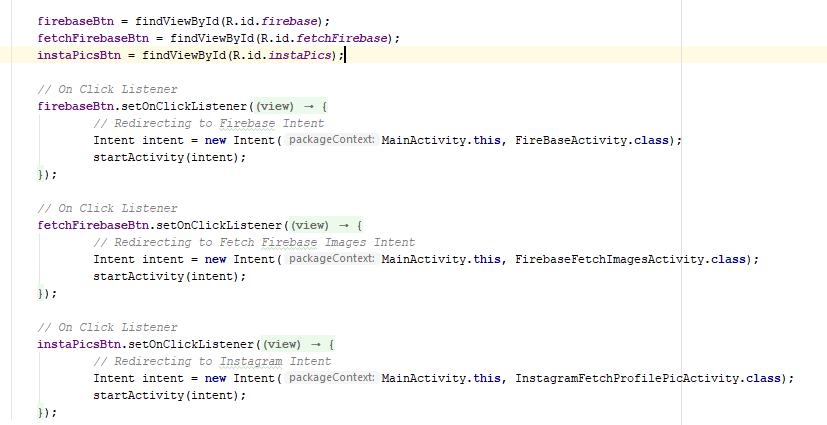 firebaseBtn = findViewById(R.id.firebase);
fetchFirebaseBtn = findViewById(R.id.fetchFirebase);
instaPicsBtn = findViewById(R.id.instaPics);
// On Click Listener
firebaseBtn.setOnClickListener((view) → {
// Redirecting to Firebase Intent
Intent intent = new Intent( packageContext: MainActivity.this, FireBaseActivity.class);
startActivity(intent);
});
// On Click Listener
fetchFirebaseBtn.setOnClickListener((view) → {
// Redirecting to Fetch Firebase Images Intent
Intent intent = new Intent( packageContext: MainActivity.this, FirebaseFetchImagesActivity.class);
startActivity(intent);
});
// On Click Listener
instaPicsBtn.setOnClickListener((view) → {
// Redirecting to Instagram Intent
Intent intent = new Intent( packageContext: MainActivity.this, InstagramFetchProfilePicActivity.class);
startActivity(intent);
});